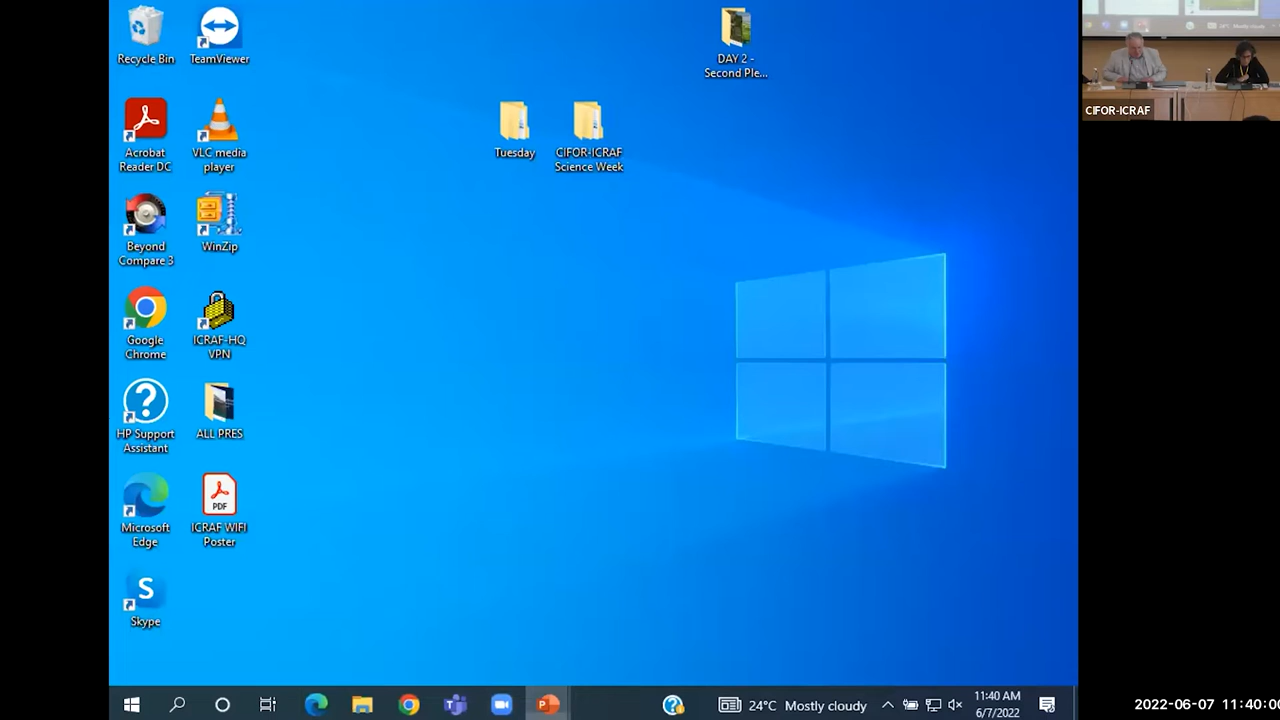 Recycle Bin
TeamViewer
DAY 2 -
Second Ple...
Acrobat
Reader DC
VLC media
player
Tuesday
CIFOR-ICRAF
Science Week
Beyond
Compare 3
WinZip
Google
Chrome
ICRAF-HQ
VPN
HP Support
Assistant
ALL PRES
Microsoft
Edge
PDF
ICRAF WIFI
Poster
S
Skype
24°C Mostly cloudy
11:40 AM
6/7/2022
CIFOR-ICRAF
2022-06-07 11:40:0